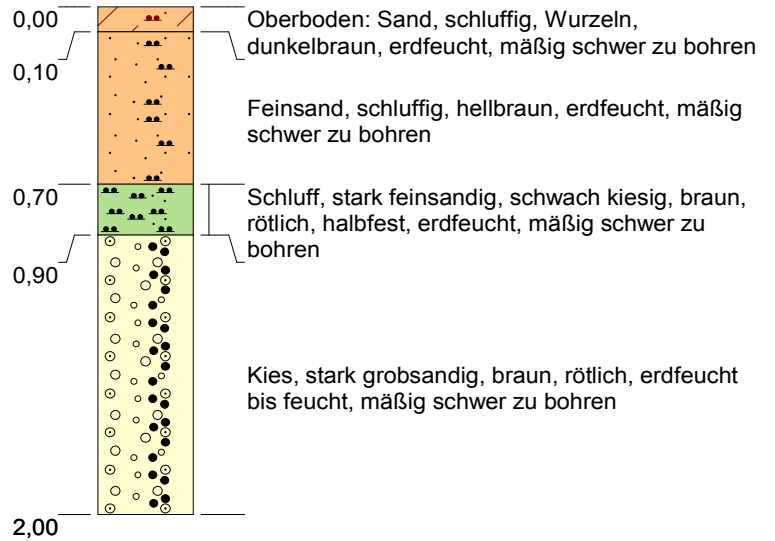 0,00
Oberboden: Sand, schluffig, Wurzeln,
dunkelbraun, erdfeucht, mäßig schwer zu bohren
0,10
Feinsand, schluffig, hellbraun, erdfeucht, mäßig
schwer zu bohren
0,70
Schluff, stark feinsandig, schwach kiesig, braun,
rötlich, halbfest, erdfeucht, mäßig schwer zu
bohren
0,90
Kies, stark grobsandig, braun, rötlich, erdfeucht
bis feucht, mäßig schwer zu bohren
2,00